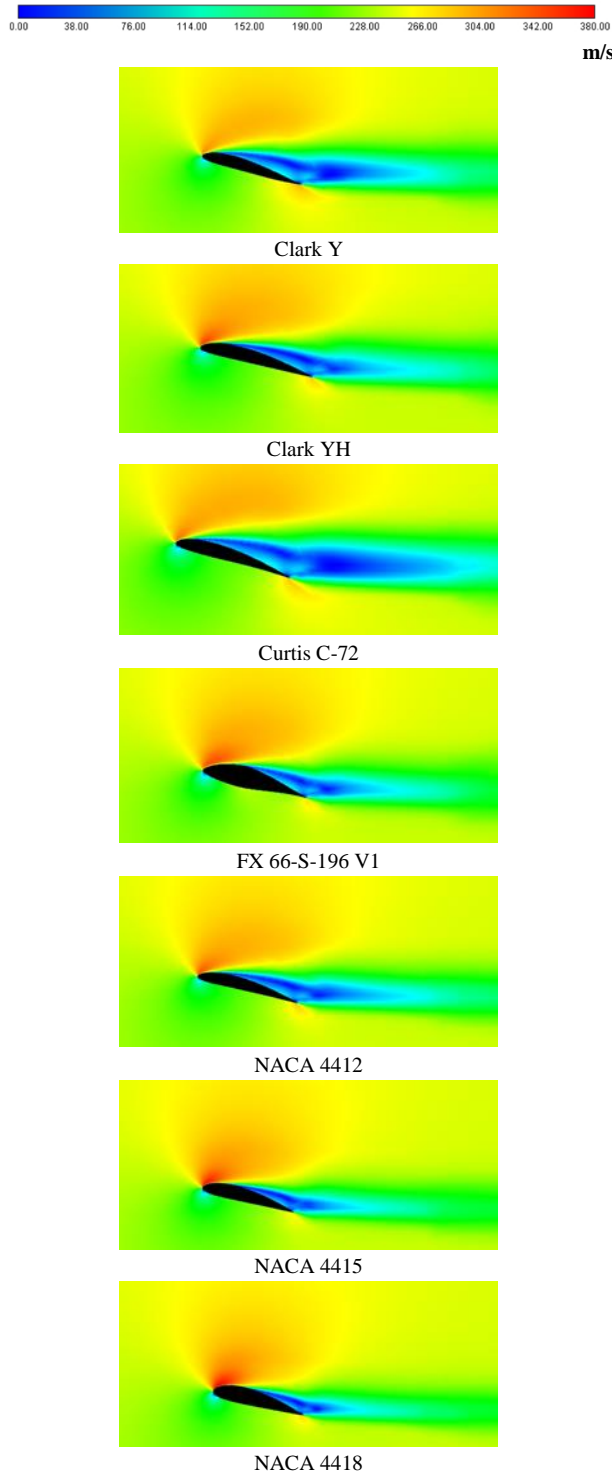 0.00 38.00 76.00 114.00 152.00 190.00 228.00 266.00 304.00 342.00 380.00
m/s
Clark Y
Clark YH
Curtis C-72
FX 66-S-196 V1
NACA 4412
NACA 4415
NACA 4418